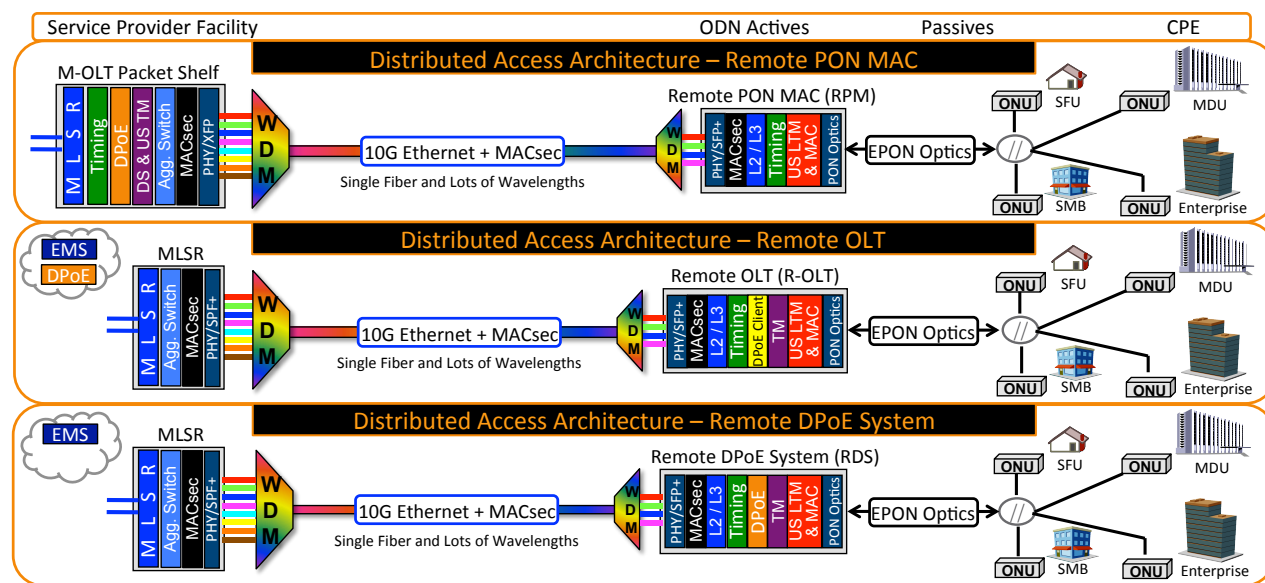 Service Provider Facility
ODN Actives
Passives
CPE
Distributed Access Architecture – Remote PON MAC
M-OLT Packet Shelf
M L S R
Timing
DPoE
DS & US TM
Agg. Switch
MACsec
PHY/XFP
W D M
10G Ethernet + MACsec
Single Fiber and Lots of Wavelengths
Remote PON MAC (RPM)
W D M
PHY/SFP+
MACsec
L2 / L3
Timing
US LTM & MAC
PON Optics
EPON Optics
ONU
SFU
ONU
MDU
ONU
SMB
ONU
Enterprise
Distributed Access Architecture – Remote OLT
EMS
DPoE
MLSR
M L S R
Agg. Switch
MACsec
PHY/SPF+
W D M
10G Ethernet + MACsec
Single Fiber and Lots of Wavelengths
Remote OLT (R-OLT)
W D M
PHY/SFP+
MACsec
L2 / L3
Timing
DPoE Client
TM
US LTM & MAC
PON Optics
EPON Optics
ONU
SFU
ONU
MDU
ONU
SMB
ONU
Enterprise
Distributed Access Architecture – Remote DPoE System
EMS
MLSR
M L S R
Agg. Switch
MACsec
PHY/SPF+
W D M
10G Ethernet + MACsec
Single Fiber and Lots of Wavelengths
Remote DPoE System (RDS)
W D M
PHY/SFP+
MACsec
L2 / L3
Timing
DPoE
TM
US LTM & MAC
PON Optics
EPON Optics
ONU
SFU
ONU
MDU
ONU
SMB
ONU
Enterprise